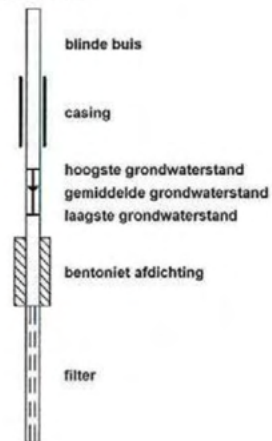 blinde buis
casing
hoogste grondwaterstand
gemiddelde grondwaterstand
laagste grondwaterstand
bentoniet afdichting
filter